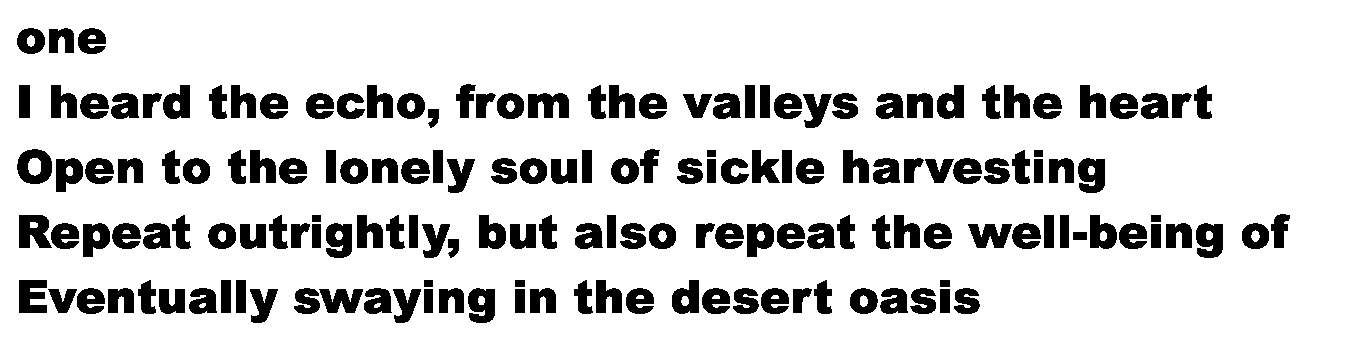 one
I heard the echo, from the valleys and the heart
Open to the lonely soul of sickle harvesting
Repeat outrightly, but also repeat the well-being of
Eventually swaying in the desert oasis